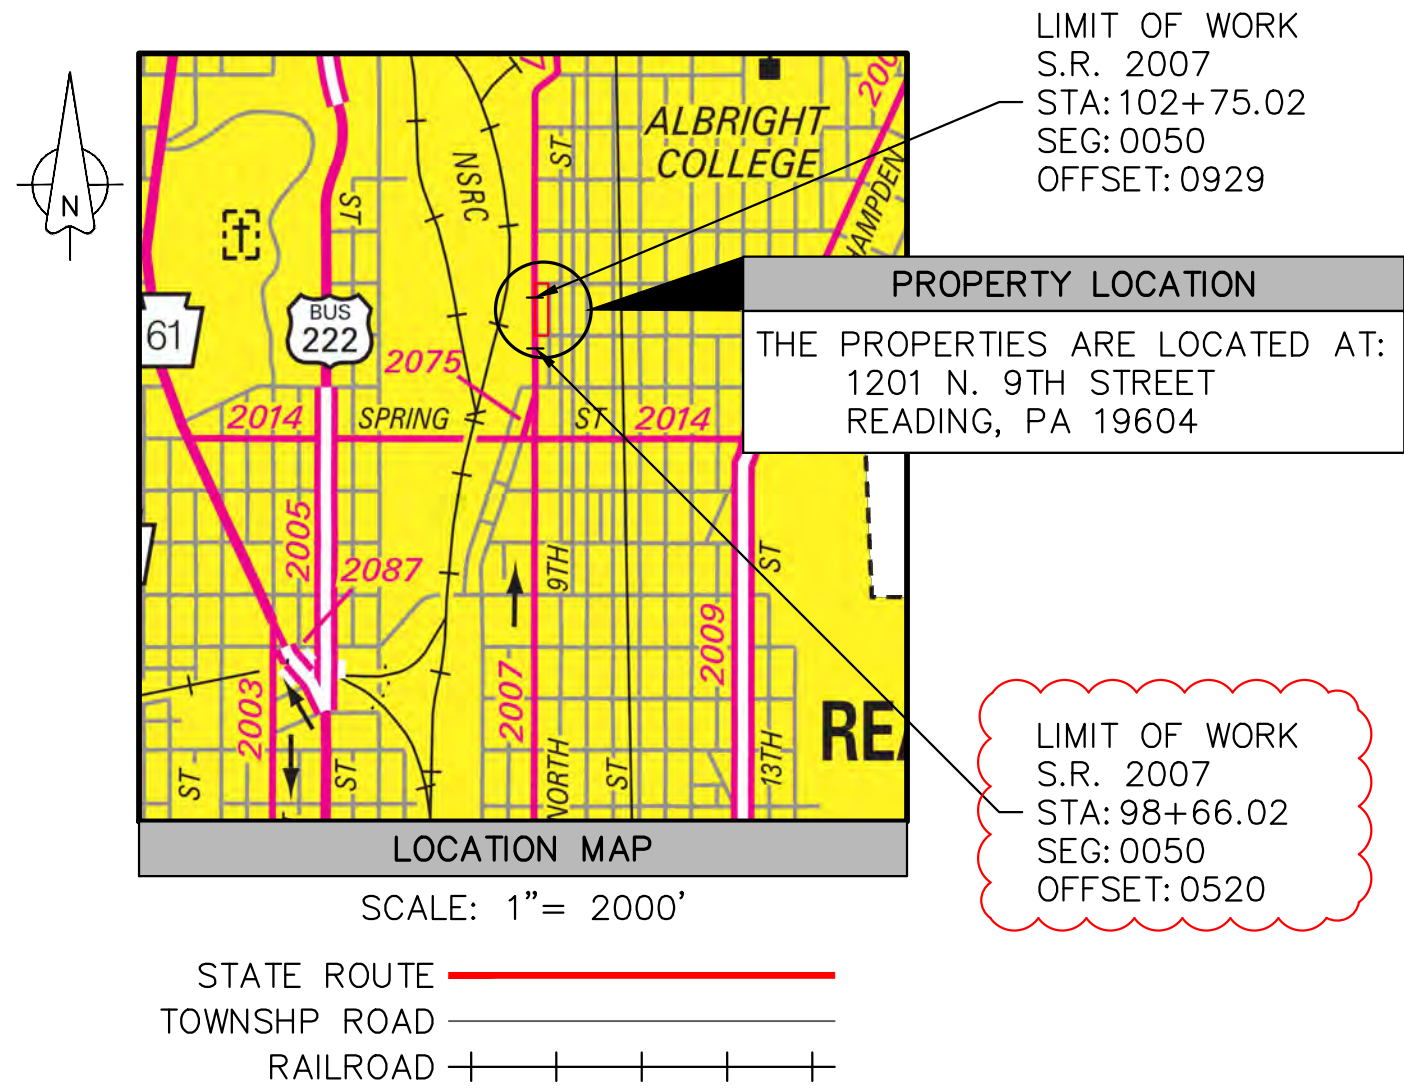 LIMIT OF WORK
S.R. 2007
STA: 102+75.02
SEG: 0050
OFFSET: 0929
N
ALBRIGHT
COLLEGE
NSRC
ST
ST
HAMPDEN
61
BUS
222
2075
PROPERTY LOCATION
THE PROPERTIES ARE LOCATED AT:
1201 N. 9TH STREET
READING, PA 19604
2014
SPRING
ST
2014
2005
2087
9TH
ST
2009
2003
2007
NORTH
ST
ST
ST
13TH
LIMIT OF WORK
S.R. 2007
STA: 98+66.02
SEG: 0050
OFFSET: 0520
LOCATION MAP
SCALE: 1"= 2000'
STATE ROUTE
TOWNSHP ROAD
RAILROAD